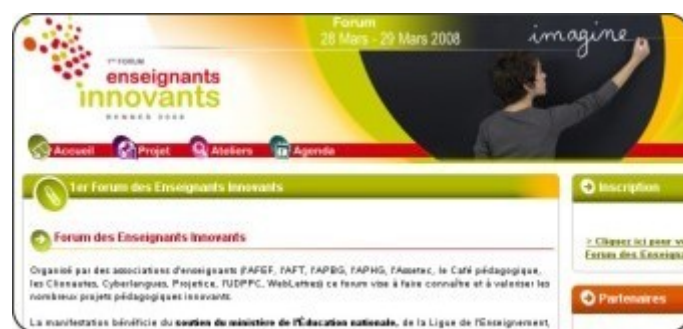 Forum
28 Mars - 29 Mars 2008
imagine
1er FORUM
enseignants
innovants
RENNES 2008
Accueil Projet Ateliers Agenda
1er Forum des Enseignants Innovants
Inscription
Forum des Enseignants Innovants
> Cliquez ici pour v
Forum des Enseigna
Organisé par des associations d'enseignants (l'AFEF, l'AFT, l'APBG, l'APHG, l'Assetec, le Café pédagogique,
les Clionautes, Cyberlangues, Projetice, l'UDPPC, WebLettres) ce forum vise à faire connaître et à valoriser les
nombreux projets pédagogiques innovants.
Partenaires
La manifestation bénéficie du soutien du ministère de l'Éducation nationale, de la Ligue de l'Enseignement,